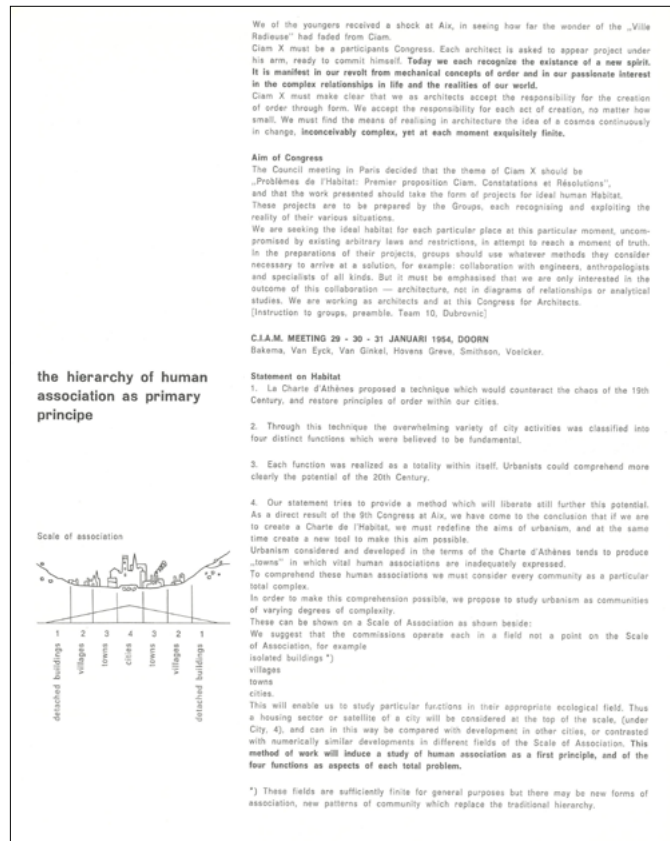 We of the youngers received a shock at Aix, in seeing how far the wonder of the „Ville
Radieuse" had faded from Ciam.
Ciam X must be a participants Congress. Each architect is asked to appear project under
his arm, ready to commit himself. Today we each recognize the existance of a new spirit.
It is manifest in our revolt from mechanical concepts of order and in our passionate interest
in the complex relationships in life and the realities of our world.
Ciam X must make clear that we as architects accept the responsibility for the creation
of order through form. We accept the responsibility for each act of creation, no matter how
small. We must find the means of realising in architecture the idea of a cosmos continuously
in change, inconceivably complex, yet at each moment exquisitely finite.
Aim of Congress
The Council meeting in Paris decided that the theme of Ciam X should be
„Problèmes de l'Habitat: Premier proposition Ciam. Constatations et Résolutions",
and that the work presented should take the form of projects for ideal human Habitat.
These projects are to be prepared by the Groups, each recognising and exploiting the
reality of their various situations.
We are seeking the ideal habitat for each particular place at this particular moment, uncom-
promised by existing arbitrary laws and restrictions, in attempt to reach a moment of truth.
In the preparations of their projects, groups should use whatever methods they consider
necessary to arrive at a solution, for example: collaboration with engineers, anthropologists
and specialists of all kinds. But it must be emphasised that we are only interested in the
outcome of this collaboration — architecture, not in diagrams of relationships or analytical
studies. We are working as architects and at this Congress for Architects.
[Instruction to groups, preamble. Team 10, Dubrovnic]
C.I.A.M. MEETING 29 - 30 - 31 JANUARI 1954, DOORN
Bakema, Van Eyck, Van Ginkel, Hovens Greve, Smithson, Voelcker.
the hierarchy of human
association as primary
principe
Statement on Habitat
1. La Charte d'Athènes proposed a technique which would counteract the chaos of the 19th
Century, and restore principles of order within our cities.
2. Through this technique the overwhelming variety of city activities was classified into
four distinct functions which were believed to be fundamental.
3. Each function was realized as a totality within itself. Urbanists could comprehend more
clearly the potential of the 20th Century.
4. Our statement tries to provide a method which will liberate still further this potential.
As a direct result of the 9th Congress at Aix, we have come to the conclusion that if we are
to create a Charte de l'Habitat, we must redefine the aims of urbanism, and at the same
time create a new tool to make this aim possible.
Urbanism considered and developed in the terms of the Charte d'Athènes tends to produce
„towns" in which vital human associations are inadequately expressed.
To comprehend these human associations we must consider every community as a particular
total complex.
In order to make this comprehension possible, we propose to study urbanism as communities
of varying degrees of complexity.
These can be shown on a Scale of Association as shown beside:
We suggest that the commissions operate each in a field not a point on the Scale
of Association, for example
isolated buildings *)
villages
towns
cities.
This will enable us to study particular functions in their appropriate ecological field. Thus
a housing sector or satellite of a city will be considered at the top of the scale, (under
City, 4), and can in this way be compared with development in other cities, or contrasted
with numerically similar developments in different fields of the Scale of Association. This
method of work will induce a study of human association as a first principle, and of the
four functions as aspects of each total problem.
*) These fields are sufficiently finite for general purposes but there may be new forms of
association, new patterns of community which replace the traditional hierarchy.
Scale of association
1 2 3 4 3 2 1
detached buildings
villages
towns
cities
towns
villages
detached buildings